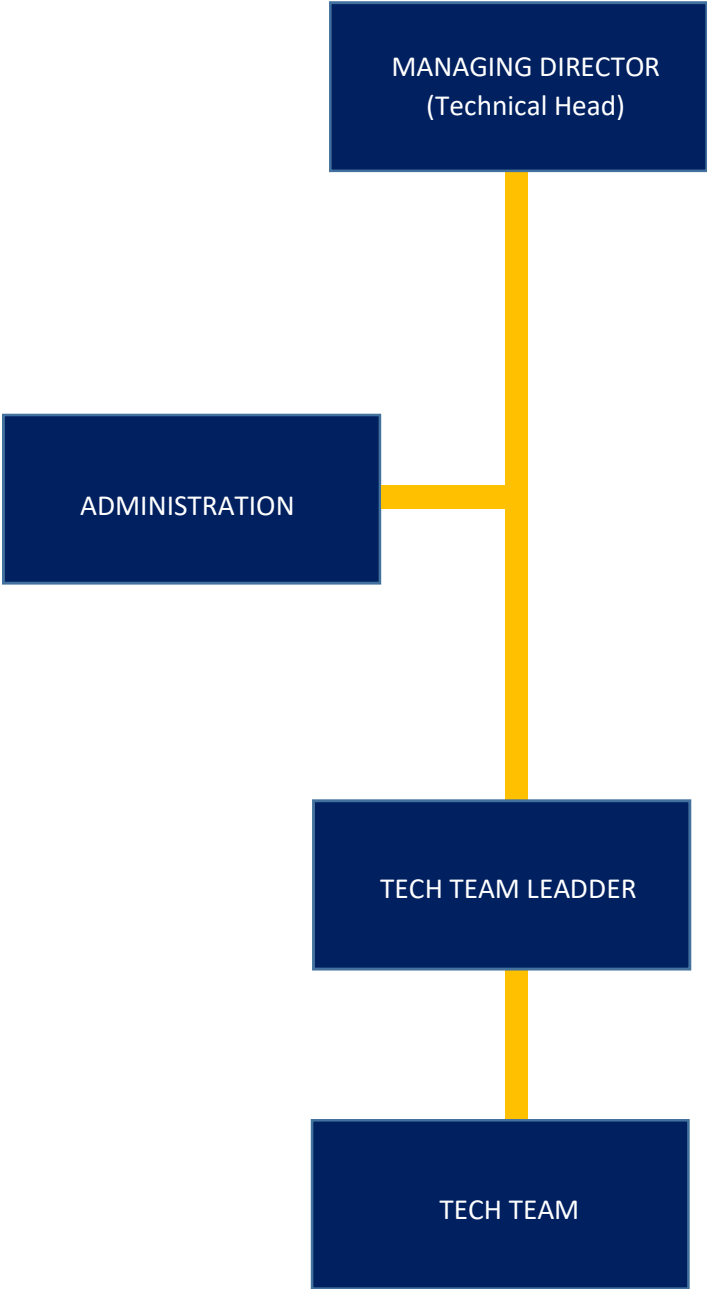 MANAGING DIRECTOR
(Technical Head)
ADMINISTRATION
TECH TEAM LEADDER
TECH TEAM